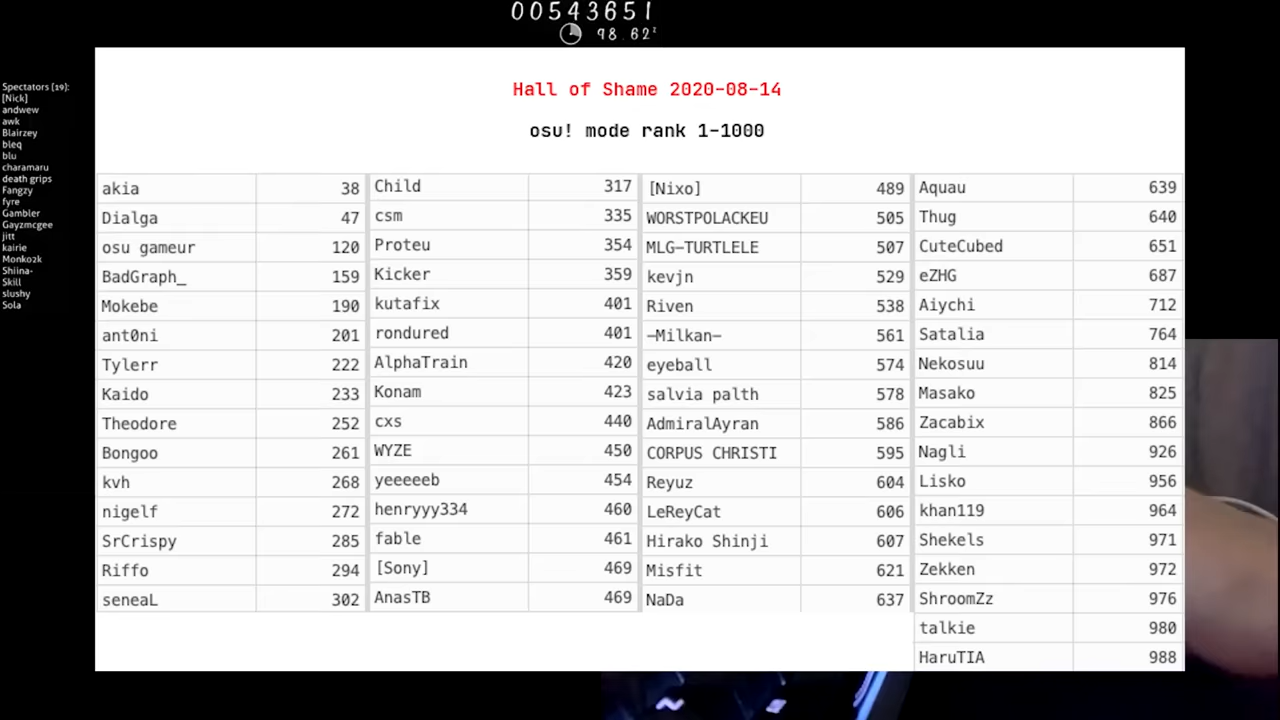 00543651
98.62%
Spectators (19):
[Nick]
andwew
awk
Blairzey
bleq
blu
charamaru
death grips
Fangzy
fyre
Gambler
Gayzmcgee
jitt
kairie
Monko2k
Shiina-
Skill
slushy
Sola
Hall of Shame 2020-08-14
osu! mode rank 1-1000
akia 38
Dialga 47
osu gameur 120
BadGraph_ 159
Mokebe 190
ant0ni 201
Tylerr 222
Kaido 233
Theodore 252
Bongoo 261
kvh 268
nigelf 272
SrCrispy 285
Riffo 294
seneaL 302
Child 317
csm 335
Proteu 354
Kicker 359
kutafix 401
rondured 401
AlphaTrain 420
Konam 423
cxs 440
WYZE 450
yeeeeeb 454
henryyy334 460
fable 461
[Sony] 469
AnasTB 469
[Nixo] 489
WORSTPOLACKEU 505
MLG-TURTLELE 507
kevjn 529
Riven 538
-Milkan- 561
eyeball 574
salvia palth 578
AdmiralAyran 586
CORPUS CHRISTI 595
Reyuz 604
LeReyCat 606
Hirako Shinji 607
Misfit 621
NaDa 637
Aquau 639
Thug 640
CuteCubed 651
eZHG 687
Aiychi 712
Satalia 764
Nekosuu 814
Masako 825
Zacabix 866
Nagli 926
Lisko 956
khan119 964
Shekels 971
Zekken 972
ShroomZz 976
talkie 980
HaruTIA 988